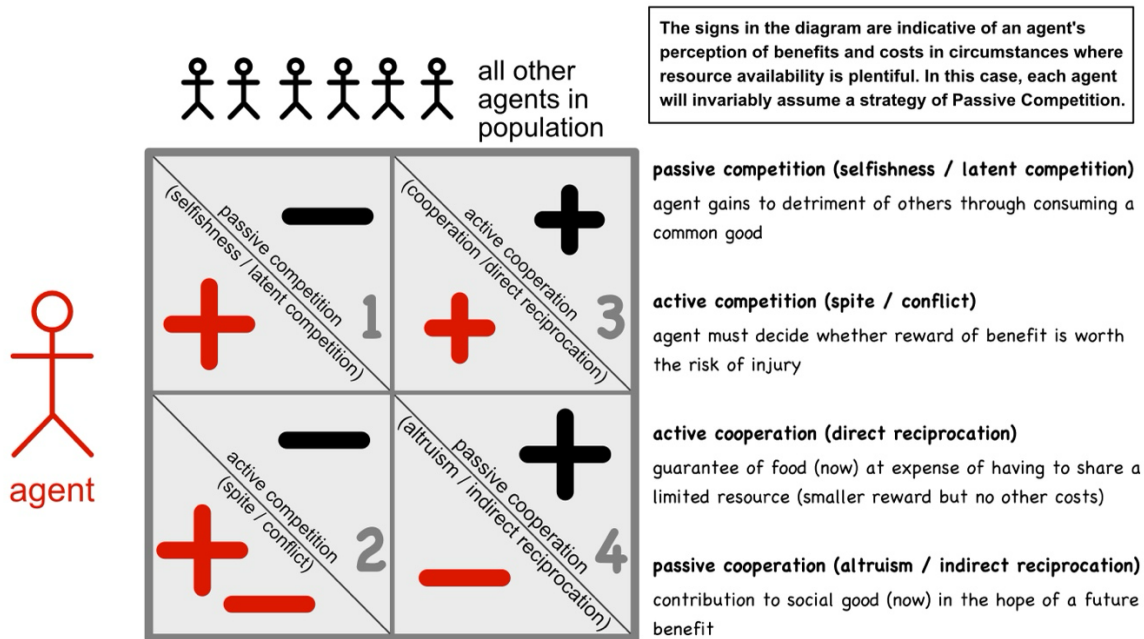 The signs in the diagram are indicative of an agent's
perception of benefits and costs in circumstances where
resource availability is plentiful. In this case, each agent
will invariably assume a strategy of Passive Competition.
all other
agents in
population
agent
passive competition
(selfishness / latent competition)
1
active cooperation
(cooperation /direct reciprocation)
3
active competition
(spite / conflict)
2
passive cooperation
(altruism / indirect reciprocation)
4
passive competition (selfishness / latent competition)
agent gains to detriment of others through consuming a
common good
active competition (spite / conflict)
agent must decide whether reward of benefit is worth
the risk of injury
active cooperation (direct reciprocation)
guarantee of food (now) at expense of having to share a
limited resource (smaller reward but no other costs)
passive cooperation (altruism / indirect reciprocation)
contribution to social good (now) in the hope of a future
benefit